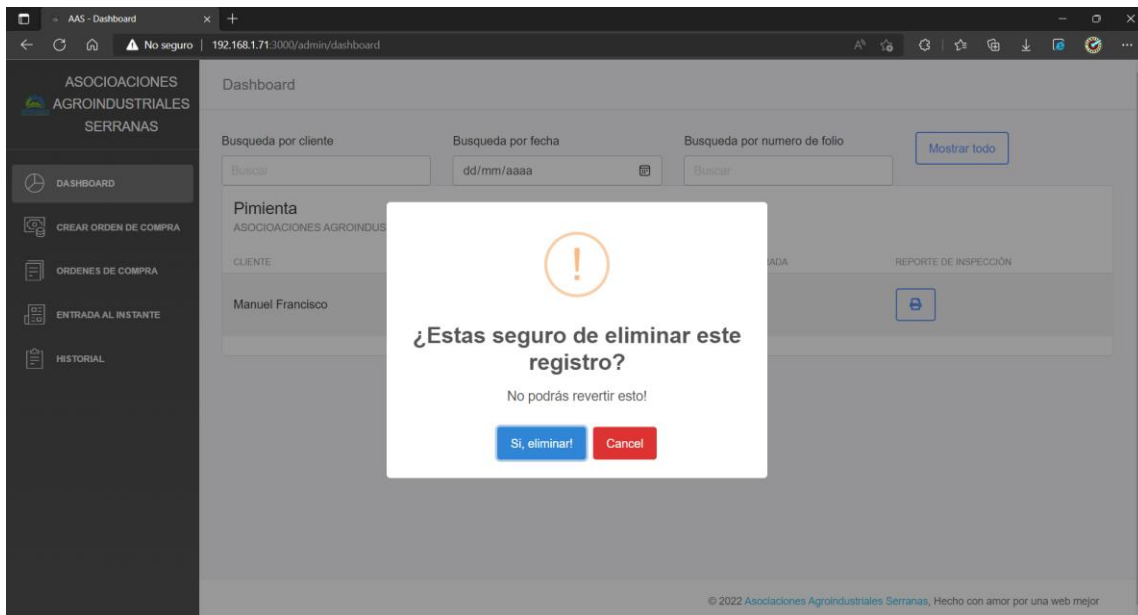 AAS - Dashboard
No seguro
192.168.1.71:3000/admin/dashboard
ASOCIOACIONES
AGROINDUSTRIALES
SERRANAS
DASHBOARD
CREAR ORDEN DE COMPRA
ORDENES DE COMPRA
ENTRADA AL INSTANTE
HISTORIAL
Dashboard
Busqueda por cliente
Busqueda por fecha
Busqueda por numero de folio
Mostrar todo
Buscar
dd/mm/aaaa
Buscar
Pimienta
ASOCIOACIONES AGROINDUS
CLIENTE
RADA
REPORTE DE INSPECCIÓN
Manuel Francisco
¿Estas seguro de eliminar este
registro?
No podrás revertir esto!
Si, eliminar!
Cancel
© 2022 Asociaciones Agroindustriales Serranas, Hecho con amor por una web mejor